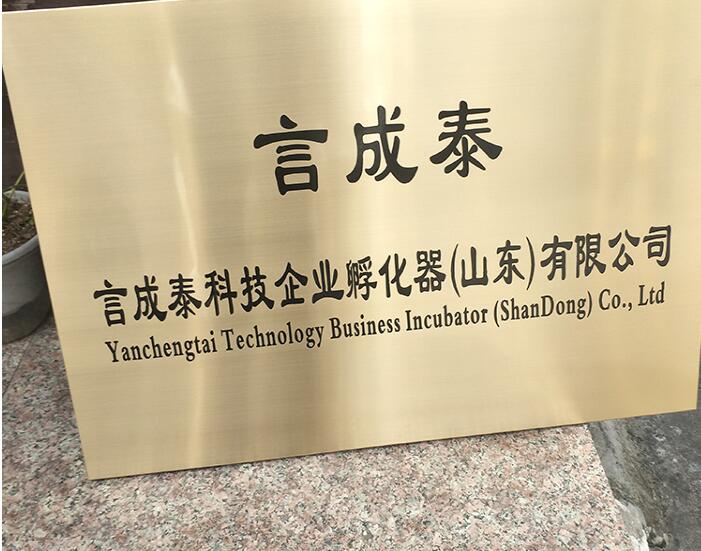 言成泰
言成泰科技企业孵化器(山东)有限公司
Yanchengtai Technology Business Incubator (ShanDong) Co., Ltd